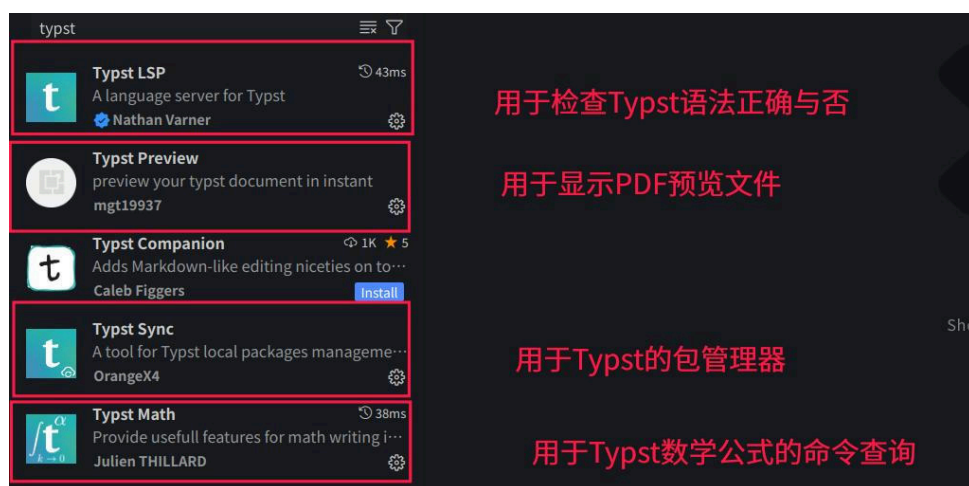 typst
Typst LSP
43ms
A language server for Typst
Nathan Varner
用于检查Typst语法正确与否
Typst Preview
preview your typst document in instant
mgt19937
用于显示PDF预览文件
Typst Companion
1K ★ 5
Adds Markdown-like editing niceties on to…
Caleb Figgers
Install
Typst Sync
A tool for Typst local packages manageme…
OrangeX4
用于Typst的包管理器
Sho
Typst Math
38ms
Provide usefull features for math writing i…
Julien THILLARD
用于Typst数学公式的命令查询